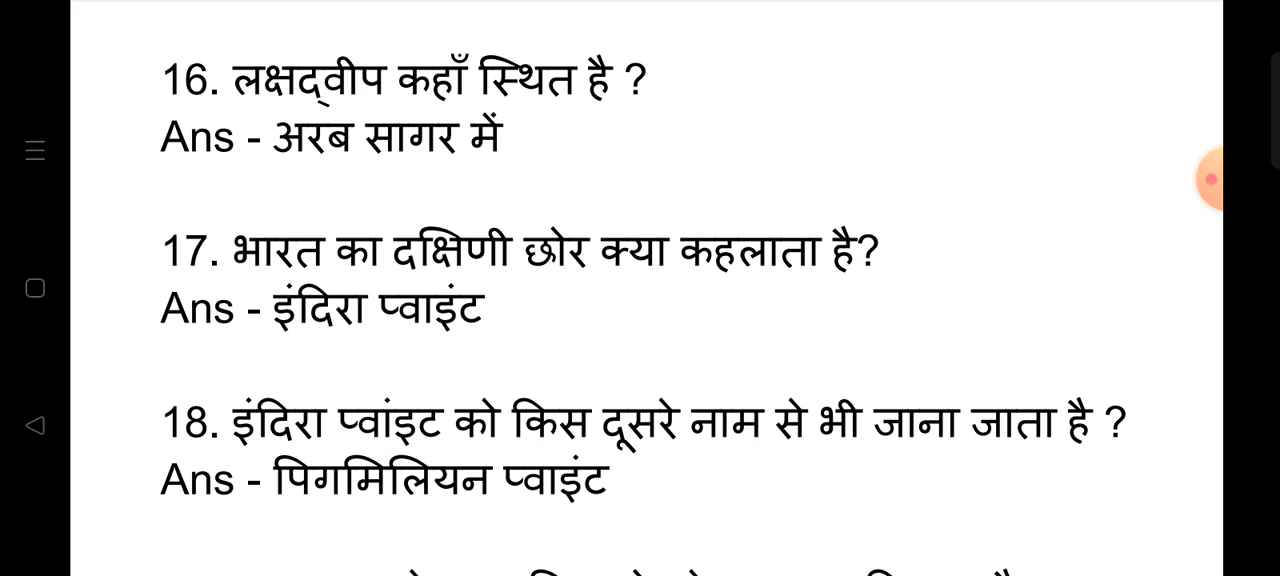 16. लक्षद्वीप कहाँ स्थित है ?
Ans - अरब सागर में
17. भारत का दक्षिणी छोर क्या कहलाता है?
Ans - इंदिरा प्वाइंट
18. इंदिरा प्वांइट को किस दूसरे नाम से भी जाना जाता है ?
Ans - पिगमिलियन प्वाइंट